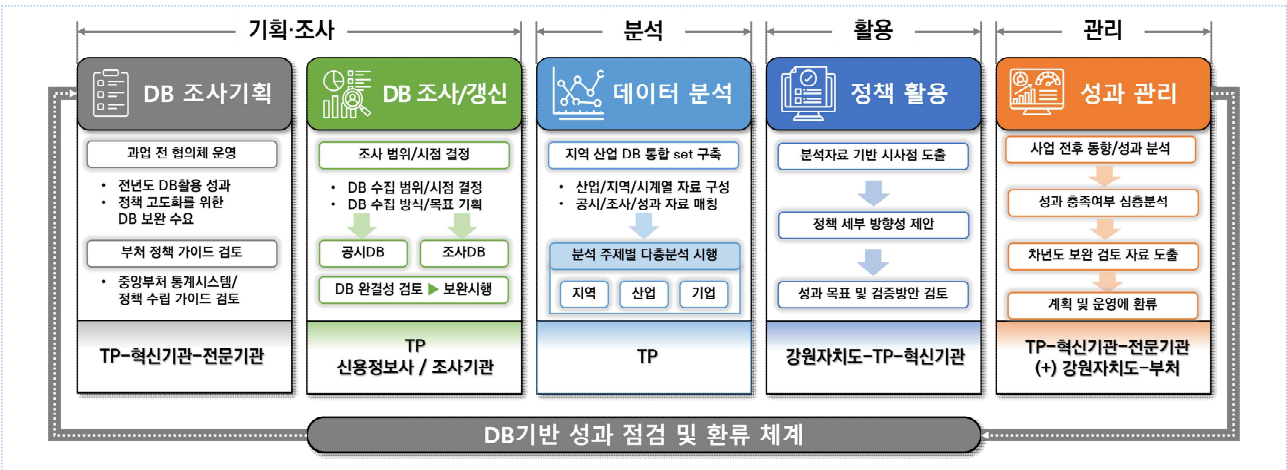 기획·조사
분석
활용
관리
DB 조사기획
과업 전 협의체 운영
• 전년도 DB활용 성과
• 정책 고도화를 위한
DB 보완 수요
부처 정책 가이드 검토
• 중앙부처 통계시스템/
정책 수립 가이드 검토
TP-혁신기관-전문기관
DB 조사/갱신
조사 범위/시점 결정
• DB 수집 범위/시점 결정
• DB 수집 방식/목표 기획
공시DB
조사DB
DB 완결성 검토 ▶ 보완시행
TP
신용정보사 / 조사기관
데이터 분석
지역 산업 DB 통합 set 구축
• 산업/지역/시계열 자료 구성
• 공시/조사/성과 자료 매칭
분석 주제별 다층분석 시행
지역
산업
기업
TP
정책 활용
분석자료 기반 시사점 도출
정책 세부 방향성 제안
성과 목표 및 검증방안 검토
강원자치도-TP-혁신기관
성과 관리
사업 전후 동향/성과 분석
성과 충족여부 심층분석
차년도 보완 검토 자료 도출
계획 및 운영에 환류
TP-혁신기관-전문기관
(+) 강원자치도-부처
DB기반 성과 점검 및 환류 체계